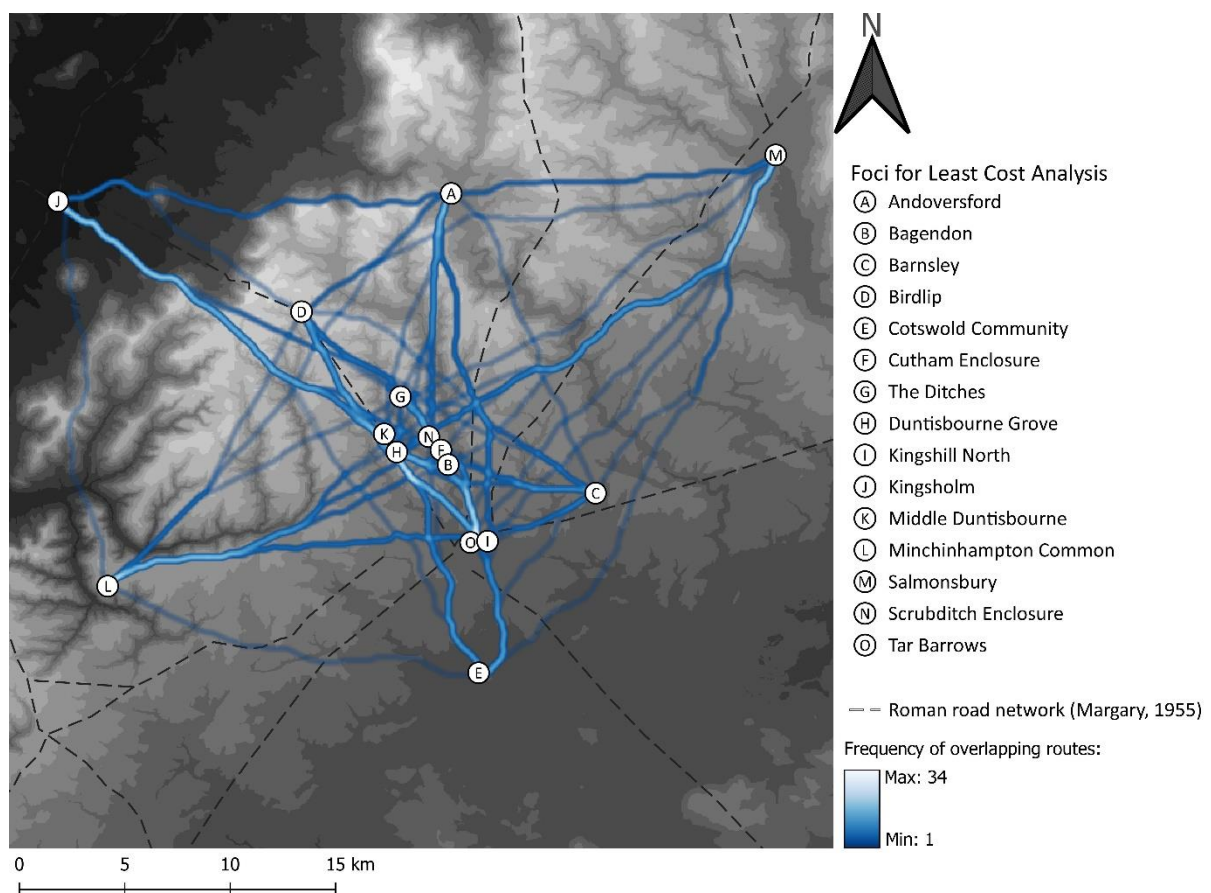 N
M
J
A
D
G
K
N
H
F
B
C
O
I
L
E
Foci for Least Cost Analysis
A Andoversford
B Bagendon
C Barnsley
D Birdlip
E Cotswold Community
F Cutham Enclosure
G The Ditches
H Duntisbourne Grove
I Kingshill North
J Kingsholm
K Middle Duntisbourne
L Minchinhampton Common
M Salmonsbury
N Scrubditch Enclosure
O Tar Barrows
Roman road network (Margary, 1955)
Frequency of overlapping routes:
Max: 34
Min: 1
0 5 10 15 km